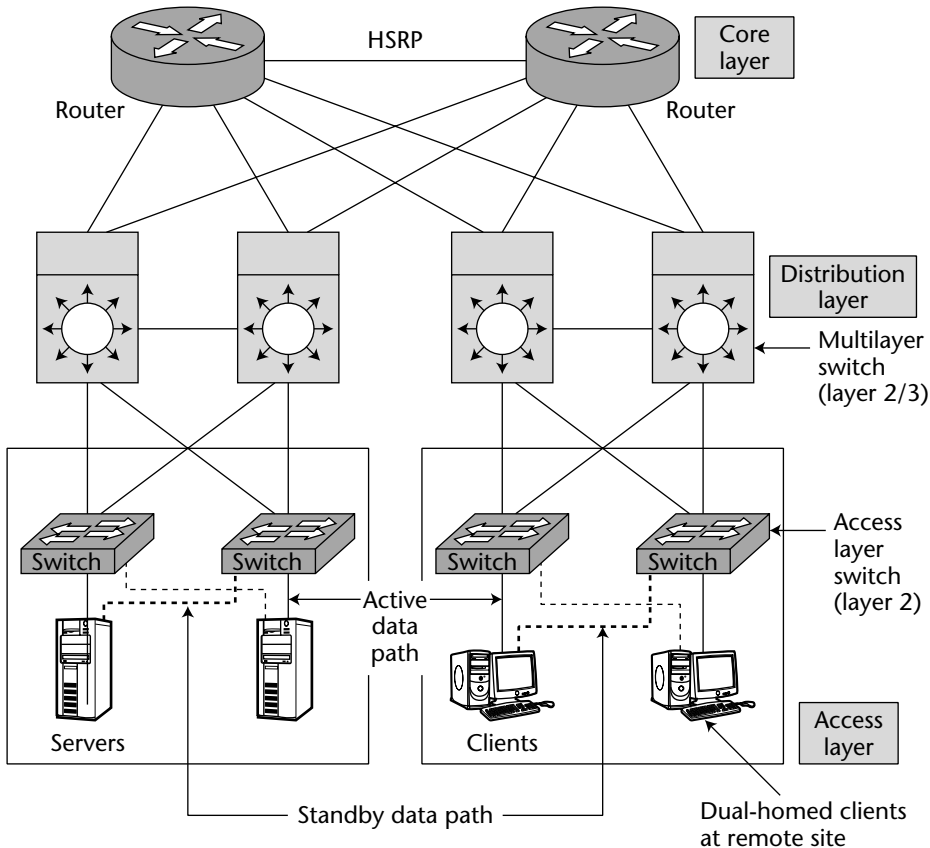 HSRP
Core
layer
Router
Router
Distribution
layer
Multilayer
switch
(layer 2/3)
Switch
Switch
Switch
Switch
Access
layer
switch
(layer 2)
Active
data
path
Servers
Clients
Access
layer
Standby data path
Dual-homed clients
at remote site